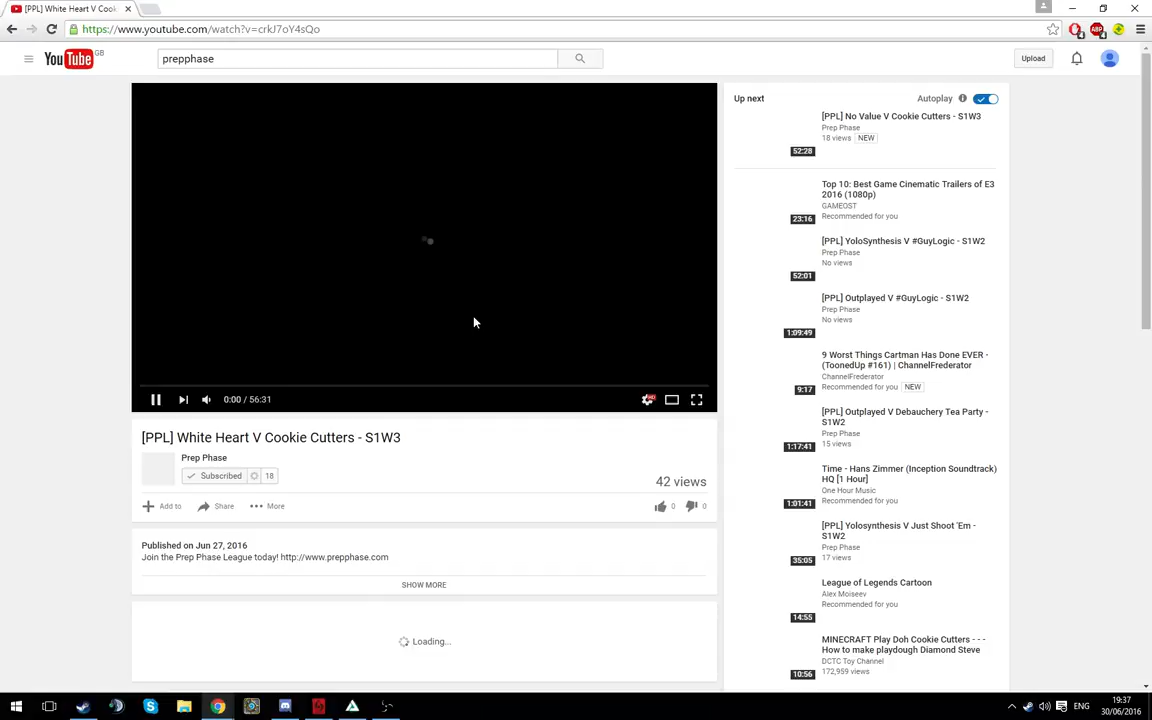 [PPL] White Heart V Cook
https://www.youtube.com/watch?v=crkJ7oY4sQo
4
4
YouTube GB
prepphase
Upload
0:00 / 56:31
HD
[PPL] White Heart V Cookie Cutters - S1W3
Prep Phase
Subscribed 18
42 views
Add to Share More
0 0
Published on Jun 27, 2016
Join the Prep Phase League today! http://www.prepphase.com
SHOW MORE
Loading...
Up next
Autoplay
[PPL] No Value V Cookie Cutters - S1W3
Prep Phase
18 views NEW
52:28
Top 10: Best Game Cinematic Trailers of E3
2016 (1080p)
GAMEOST
Recommended for you
23:16
[PPL] YoloSynthesis V #GuyLogic - S1W2
Prep Phase
No views
52:01
[PPL] Outplayed V #GuyLogic - S1W2
Prep Phase
No views
1:09:49
9 Worst Things Cartman Has Done EVER -
(ToonedUp #161) | ChannelFrederator
ChannelFrederator
Recommended for you NEW
9:17
[PPL] Outplayed V Debauchery Tea Party -
S1W2
Prep Phase
15 views
1:17:41
Time - Hans Zimmer (Inception Soundtrack)
HQ [1 Hour]
One Hour Music
Recommended for you
1:01:41
[PPL] Yolosynthesis V Just Shoot 'Em -
S1W2
Prep Phase
17 views
35:05
League of Legends Cartoon
Alex Moiseev
Recommended for you
14:55
MINECRAFT Play Doh Cookie Cutters - - -
How to make playdough Diamond Steve
DCTC Toy Channel
172,959 views
10:56
ENG
19:37
30/06/2016